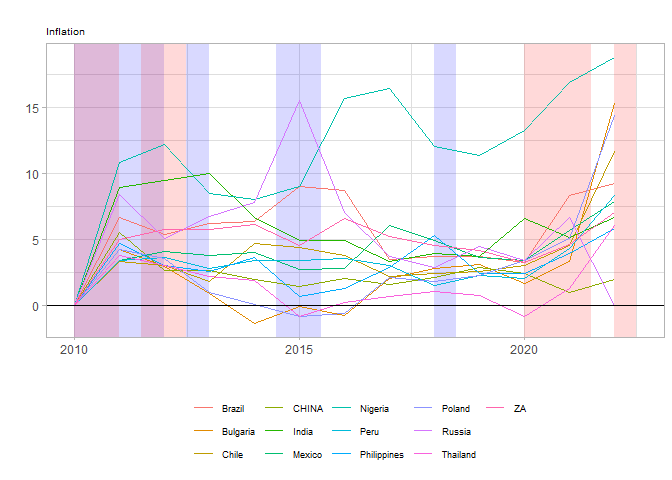 Inflation
15
10
5
0
2010 2015 2020
Brazil CHINA Nigeria Poland ZA
Bulgaria India Peru Russia
Chile Mexico Philippines Thailand